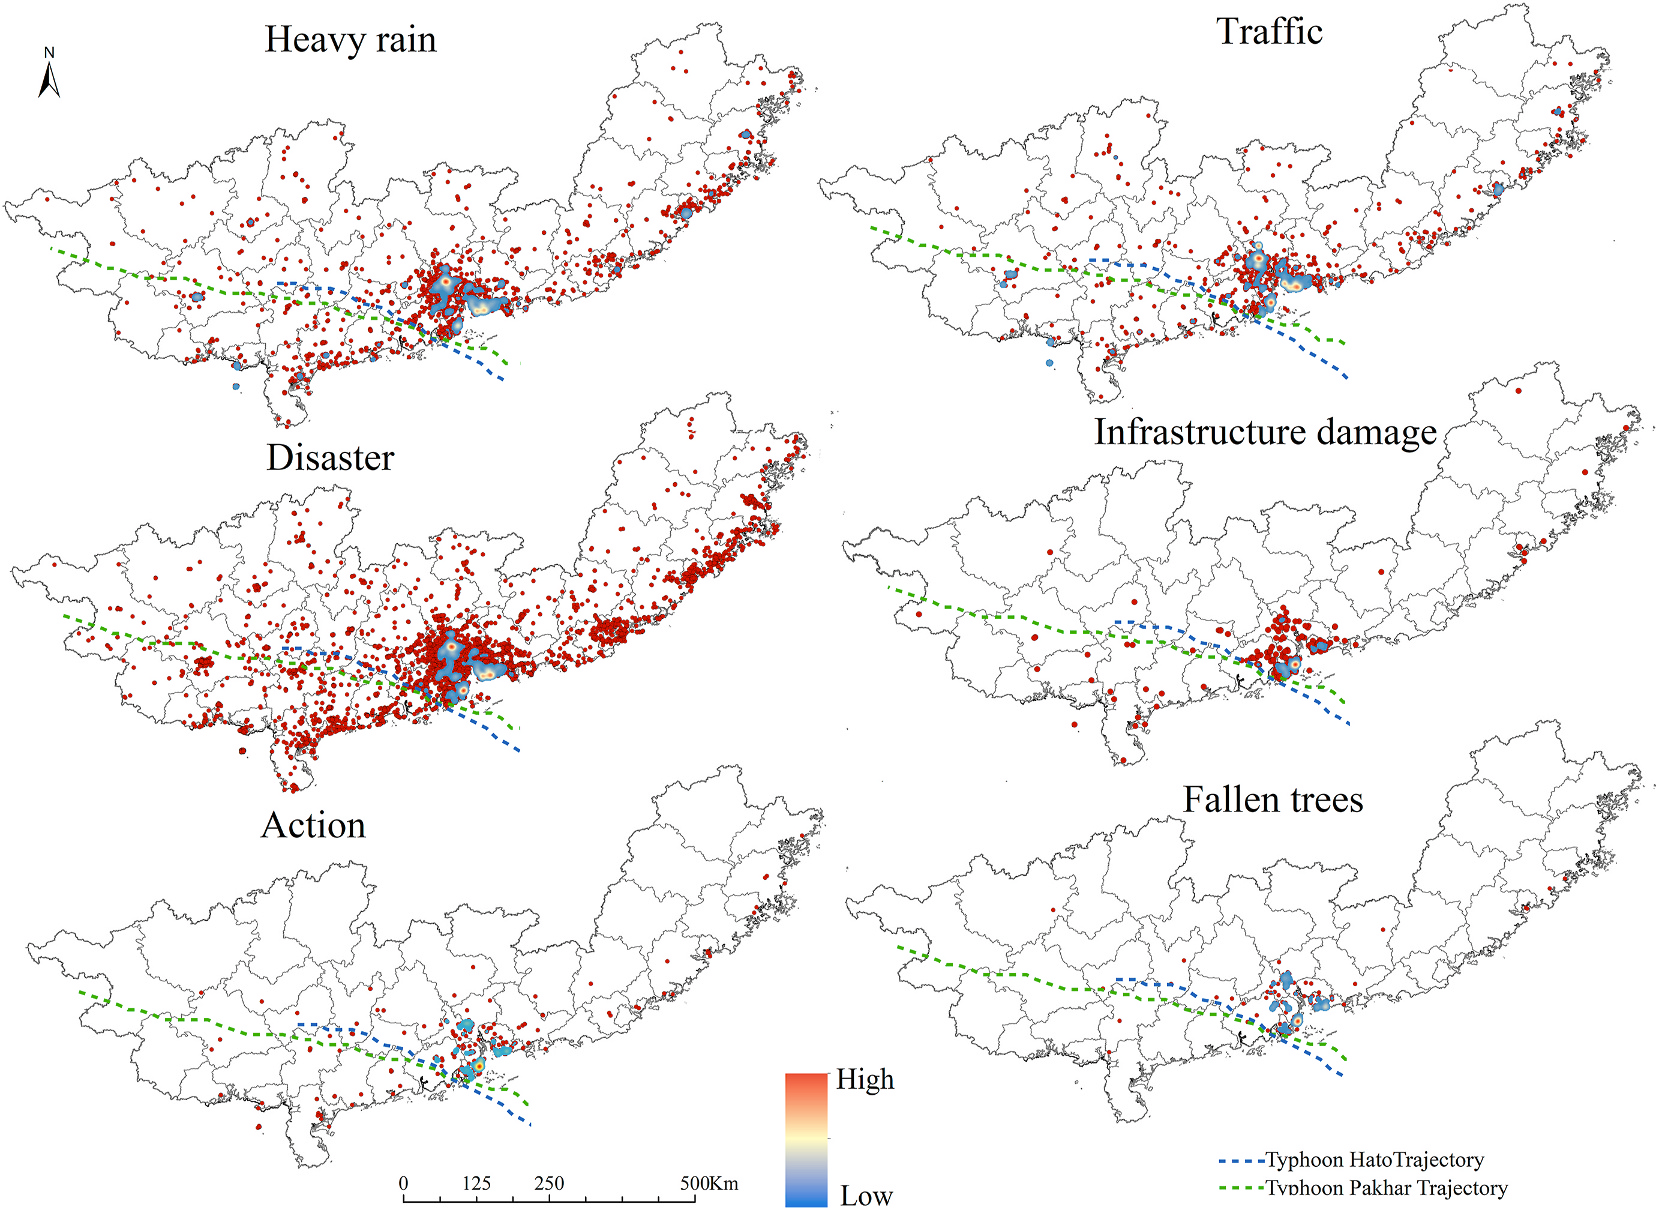 Heavy rain
Traffic
N
Disaster
Infrastructure damage
Action
Fallen trees
High
Low
0 125 250 500Km
Typhoon HatoTrajectory
Typhoon Pakhar Trajectory